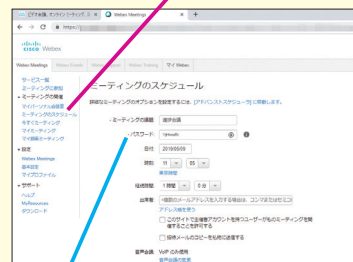 ビデオ会議、オンラインミーティング、ミ
Webex Meetings
https://
cisco Webex
Webex Meetings Webex Events Webex Training マイ Webex
サービス一覧
ミーティングの参加
ミーティングの開催
マイパーソナル会議室
ミーティングのスケジュール
今すぐミーティング
マイミーティング
マイ録画ミーティング
設定
Webex Meetings
基本設定
マイプロファイル
サポート
ヘルプ
MyResources
ダウンロード
ミーティングのスケジュール
詳細なミーティングのオプションを設定するには、[アドバンストスケジューラ]に移動します。
ミーティングの議題:
パスワード:
日付: 2019/09/09
時刻: 11 05
東京時間
継続時間: 1 時間 0 分
出席者:
アドレス帳を使う
このサイトで主催者アカウントを持つユーザーがものミーティングを開
催することを許可する
招待メールのコピーを私宛に送信する
音声会議: VoIP のみ使用
音声会議の変更